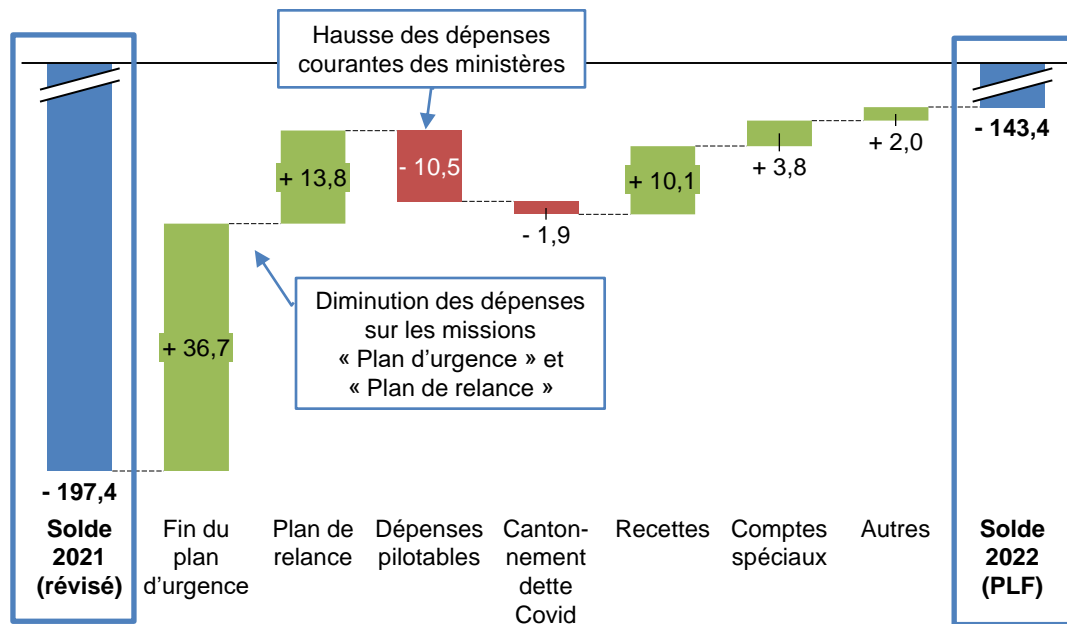 Hausse des dépenses
courantes des ministères
- 143,4
+ 2,0
+ 3,8
- 10,5
+ 13,8
+ 10,1
- 1,9
Diminution des dépenses
sur les missions
« Plan d’urgence » et
« Plan de relance »
+ 36,7
- 197,4
Solde
2021
(révisé)
Fin du
plan
d’urgence
Plan de
relance
Dépenses
pilotables
Canton-
nement
dette
Covid
Recettes
Comptes
spéciaux
Autres
Solde
2022
(PLF)